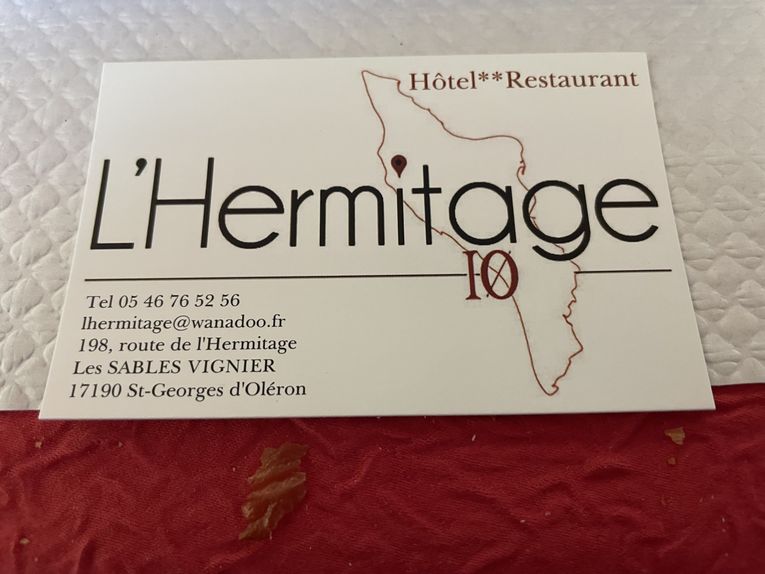 Hôtel**Restaurant
L'Hermitage
IØ
Tel 05 46 76 52 56
lhermitage@wanadoo.fr
198, route de l'Hermitage
Les SABLES VIGNIER
17190 St-Georges d'Oléron